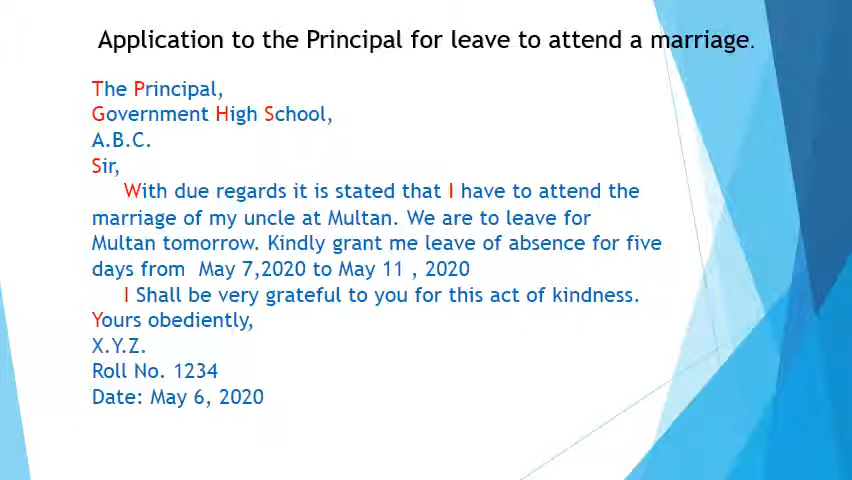 Application to the Principal for leave to attend a marriage.
The Principal,
Government High School,
A.B.C.
Sir,
With due regards it is stated that I have to attend the
marriage of my uncle at Multan. We are to leave for
Multan tomorrow. Kindly grant me leave of absence for five
days from  May 7,2020 to May 11 , 2020
I Shall be very grateful to you for this act of kindness.
Yours obediently,
X.Y.Z.
Roll No. 1234
Date: May 6, 2020